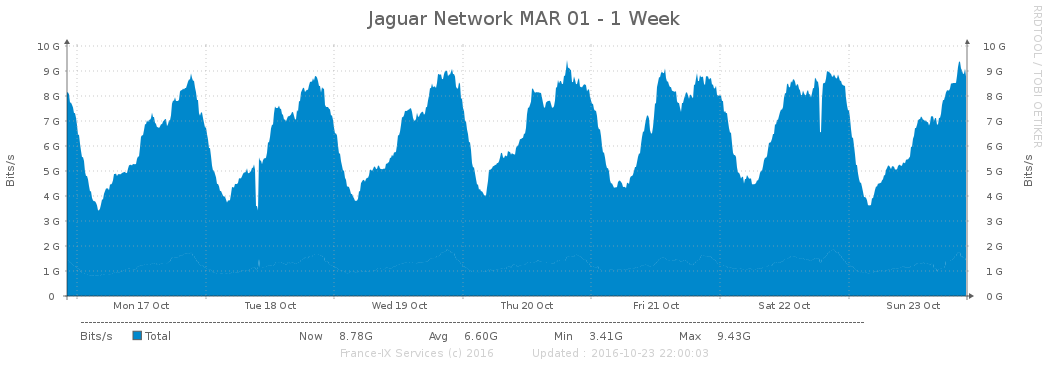 Jaguar Network MAR 01 - 1 Week
RRDTOOL / TOBI OETIKER
Bits/s
10 G 10 G
9 G 9 G
8 G 8 G
7 G 7 G
6 G 6 G
5 G 5 G
4 G 4 G
3 G 3 G
2 G 2 G
1 G 1 G
0 0 G
Bits/s
Mon 17 Oct Tue 18 Oct Wed 19 Oct Thu 20 Oct Fri 21 Oct Sat 22 Oct Sun 23 Oct
Bits/s Total Now 8.78G Avg 6.60G Min 3.41G Max 9.43G
France-IX Services (c) 2016 Updated : 2016-10-23 22:00:03